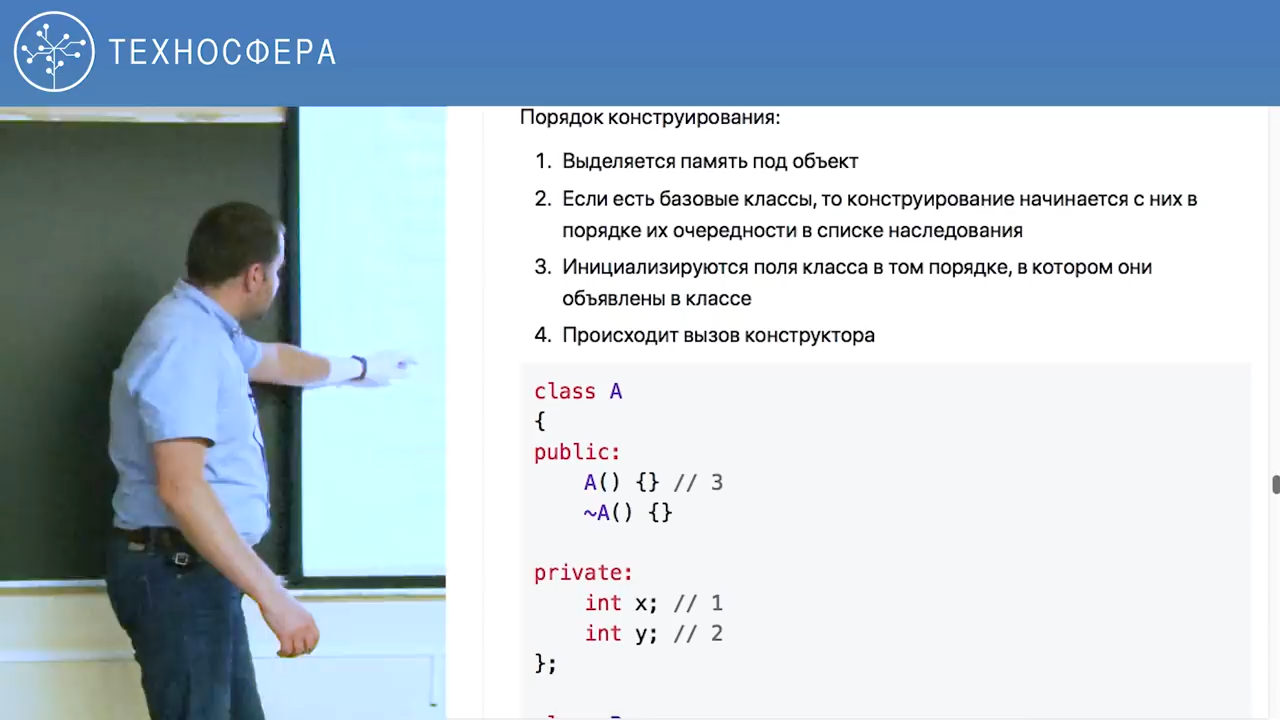 ТЕХНОСФЕРА
Порядок конструирования:
1. Выделяется память под объект
2. Если есть базовые классы, то конструирование начинается с них в
порядке их очередности в списке наследования
3. Инициализируются поля класса в том порядке, в котором они
объявлены в классе
4. Происходит вызов конструктора
class A
{
public:
A() {} // 3
~A() {}
private:
int x; // 1
int y; // 2
};